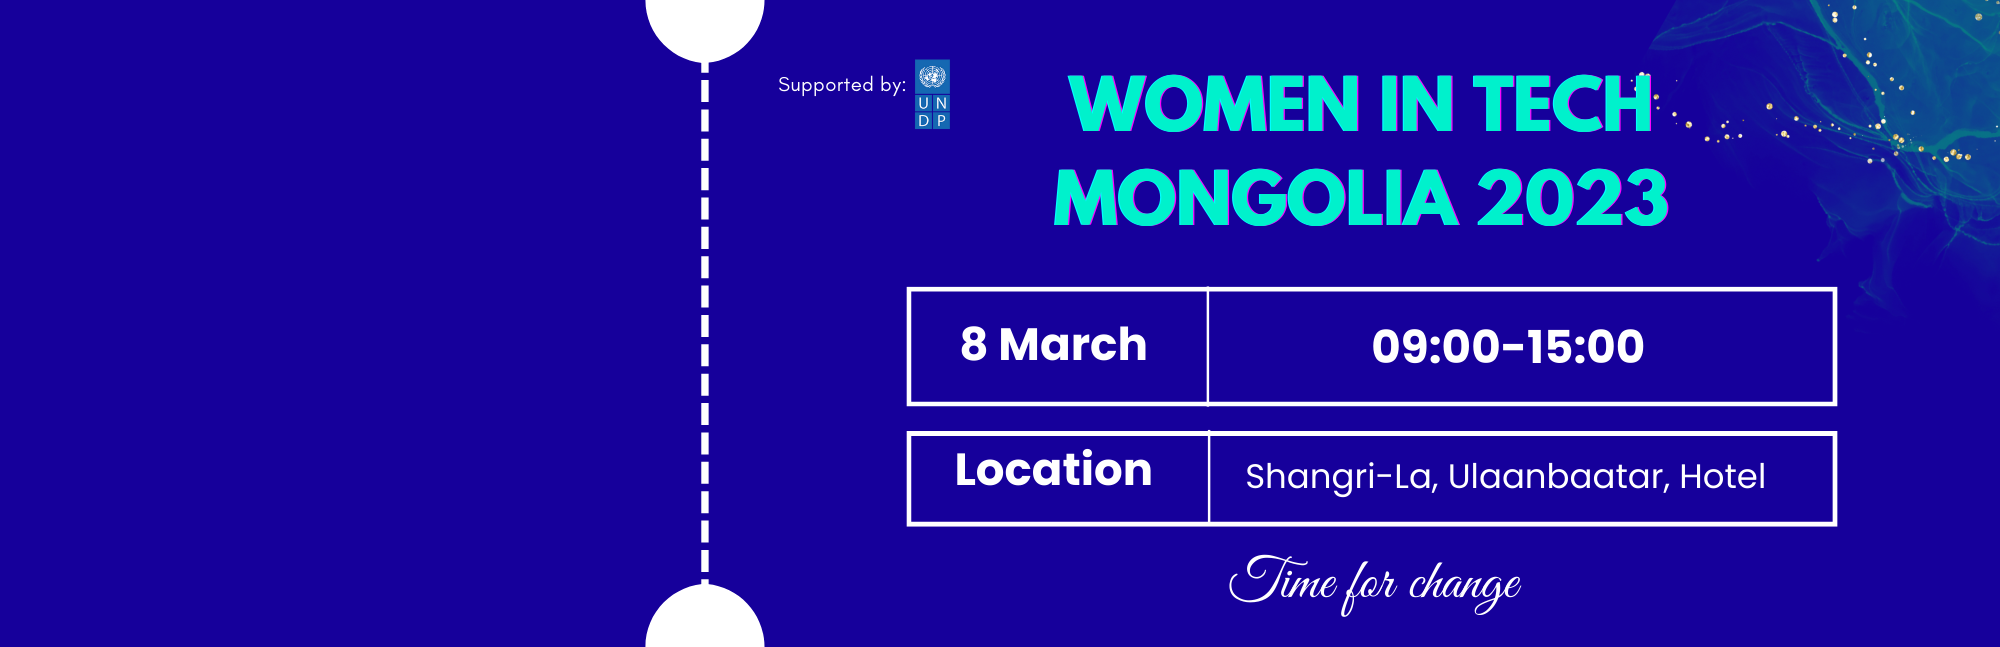 Supported by:
U N
D P
WOMEN IN TECH
MONGOLIA 2023
8 March
09:00-15:00
Location
Shangri-La, Ulaanbaatar, Hotel
Time for change